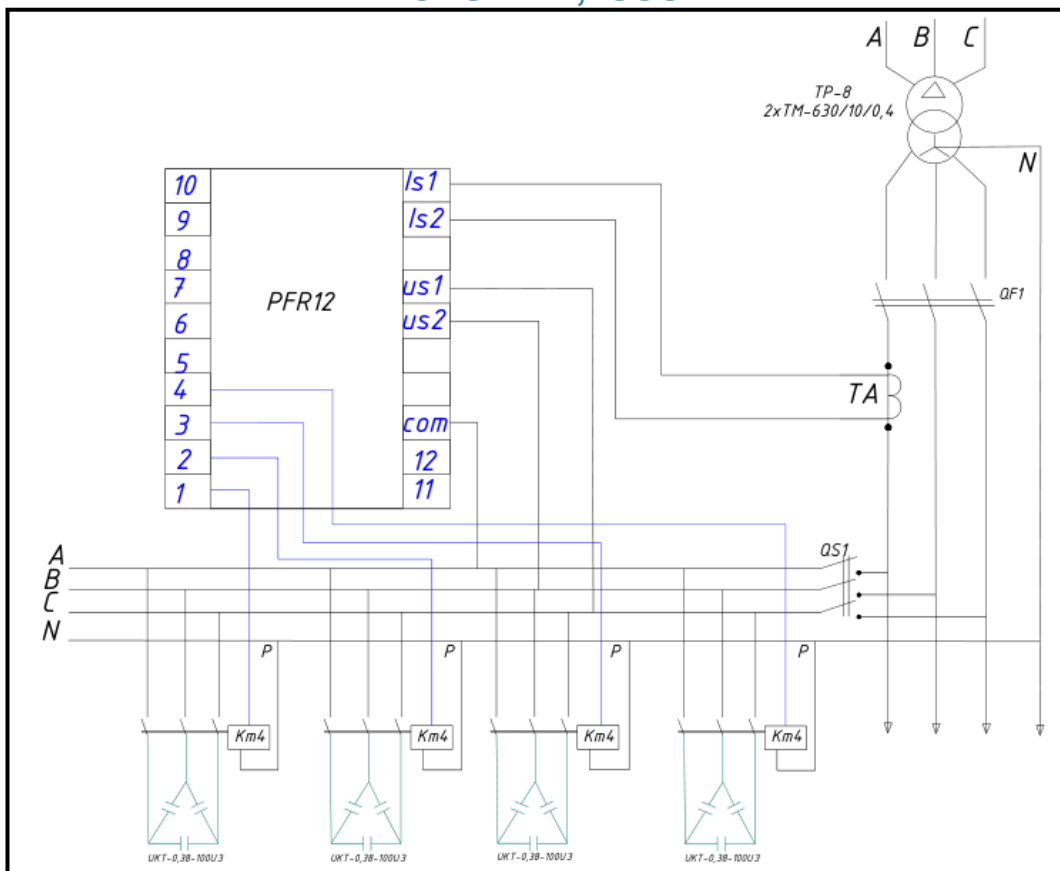 A B C
TP-8
2xTM-630/10/0,4
N
10
9
8
7
6
5
4
3
2
1
PFR12
Is1
Is2
us1
us2
com
12
11
QF1
TA
QS1
A
B
C
N
P P P P
Km4 Km4 Km4 Km4
UKT-0,38-100U3 UKT-0,38-100U3 UKT-0,38-100U3 UKT-0,38-100U3